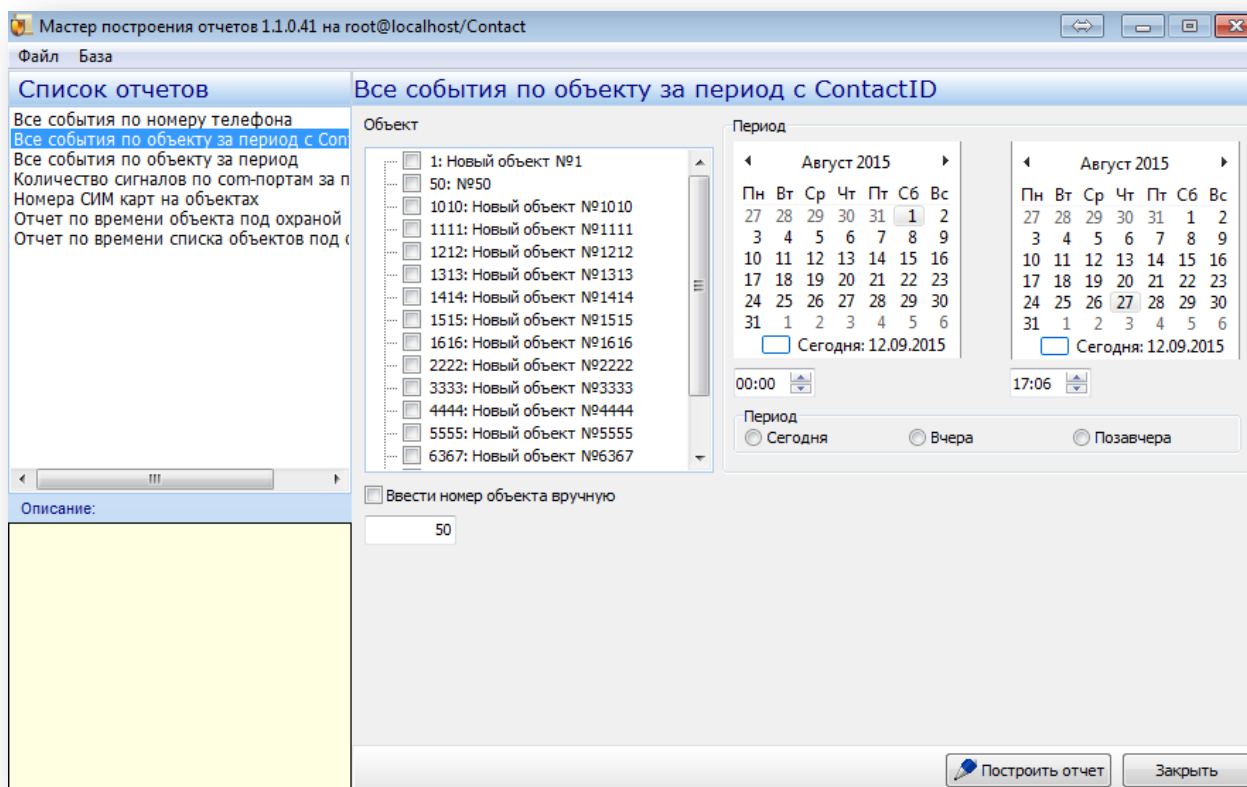 Мастер построения отчетов 1.1.0.41 на root@localhost/Contact
Файл База
Список отчетов
Все события по номеру телефона
Все события по объекту за период с Con
Все события по объекту за период
Количество сигналов по com-портам за п
Номера СИМ карт на объектах
Отчет по времени объекта под охраной
Отчет по времени списка объектов под о
Описание:
Все события по объекту за период с ContactID
Объект
1: Новый объект №1
50: №50
1010: Новый объект №1010
1111: Новый объект №1111
1212: Новый объект №1212
1313: Новый объект №1313
1414: Новый объект №1414
1515: Новый объект №1515
1616: Новый объект №1616
2222: Новый объект №2222
3333: Новый объект №3333
4444: Новый объект №4444
5555: Новый объект №5555
6367: Новый объект №6367
Ввести номер объекта вручную
50
Период
Август 2015
Пн Вт Ср Чт Пт Сб Вс
27 28 29 30 31 1 2
3 4 5 6 7 8 9
10 11 12 13 14 15 16
17 18 19 20 21 22 23
24 25 26 27 28 29 30
31 1 2 3 4 5 6
Сегодня: 12.09.2015
00:00
Август 2015
Пн Вт Ср Чт Пт Сб Вс
27 28 29 30 31 1 2
3 4 5 6 7 8 9
10 11 12 13 14 15 16
17 18 19 20 21 22 23
24 25 26 27 28 29 30
31 1 2 3 4 5 6
Сегодня: 12.09.2015
17:06
Период
Сегодня Вчера Позавчера
Построить отчет Закрыть